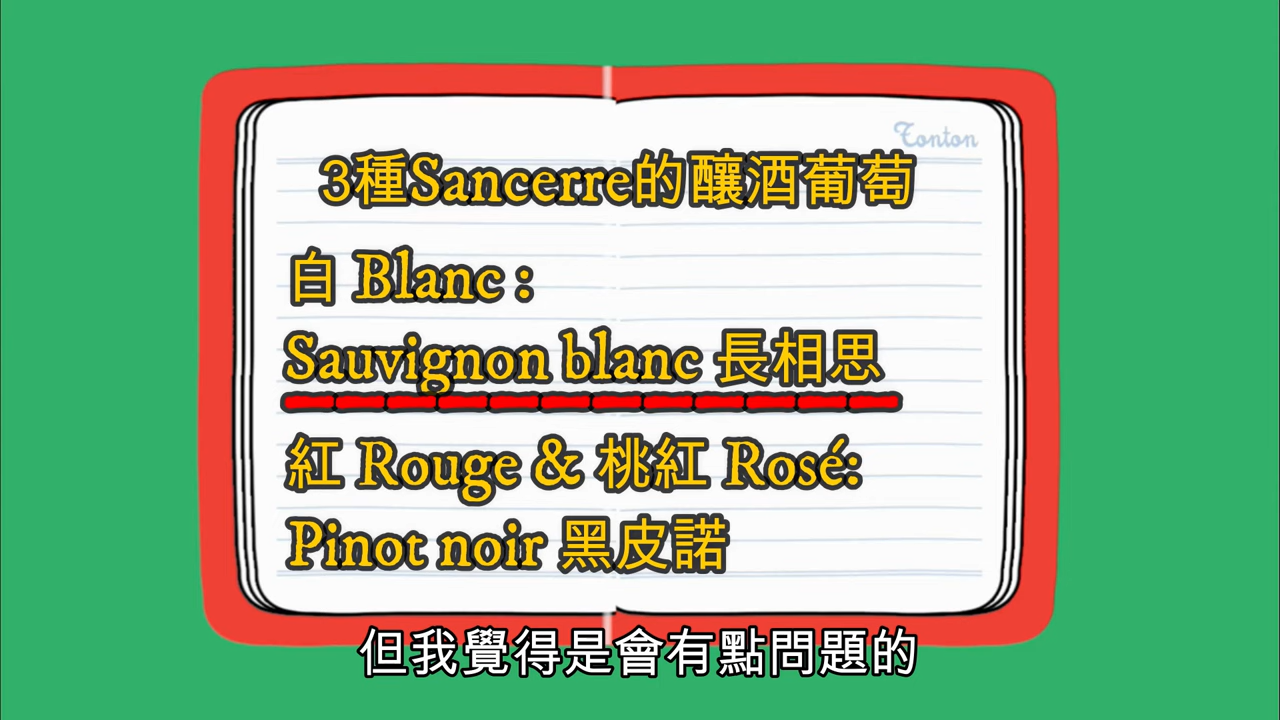 Tonton
3種Sancerre的釀酒葡萄
白 Blanc :
Sauvignon blanc 長相思
紅 Rouge & 桃紅 Rosé:
Pinot noir 黑皮諾
但我覺得是會有點問題的